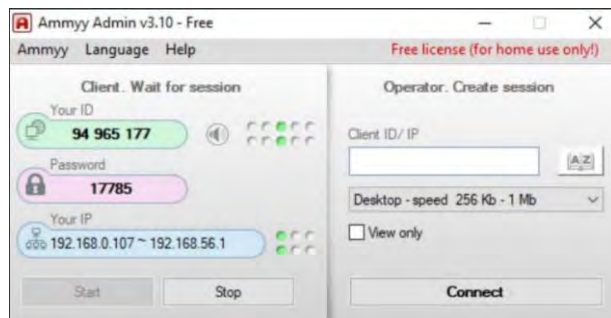 Ammyy Admin v3.10 - Free
Ammyy Language Help
Free license (for home use only!)
Client. Wait for session
Your ID
94 965 177
Password
17785
Your IP
192.168.0.107 ~ 192.168.56.1
Start
Stop
Operator. Create session
Client ID/ IP
AZ
Desktop - speed 256 Kb - 1 Mb
View only
Connect